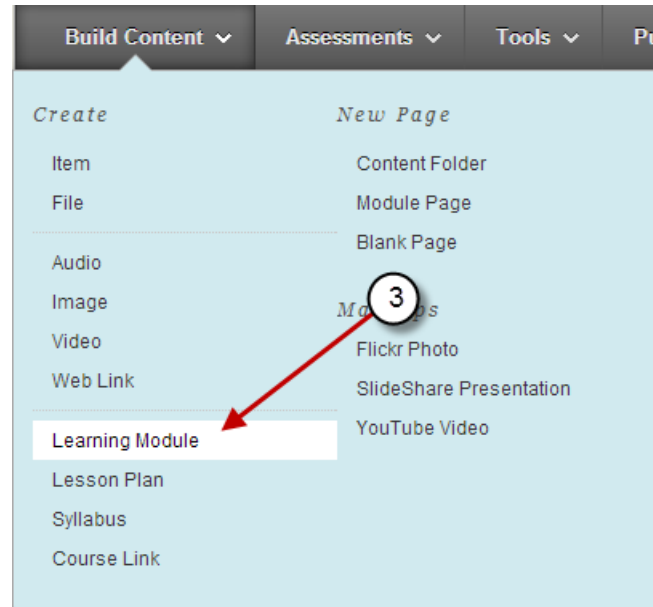 Build Content Assessments Tools
Create
Item
File
Audio
Image
Video
Web Link
Learning Module
Lesson Plan
Syllabus
Course Link
New Page
Content Folder
Module Page
Blank Page
3
Flickr Photo
SlideShare Presentation
YouTube Video